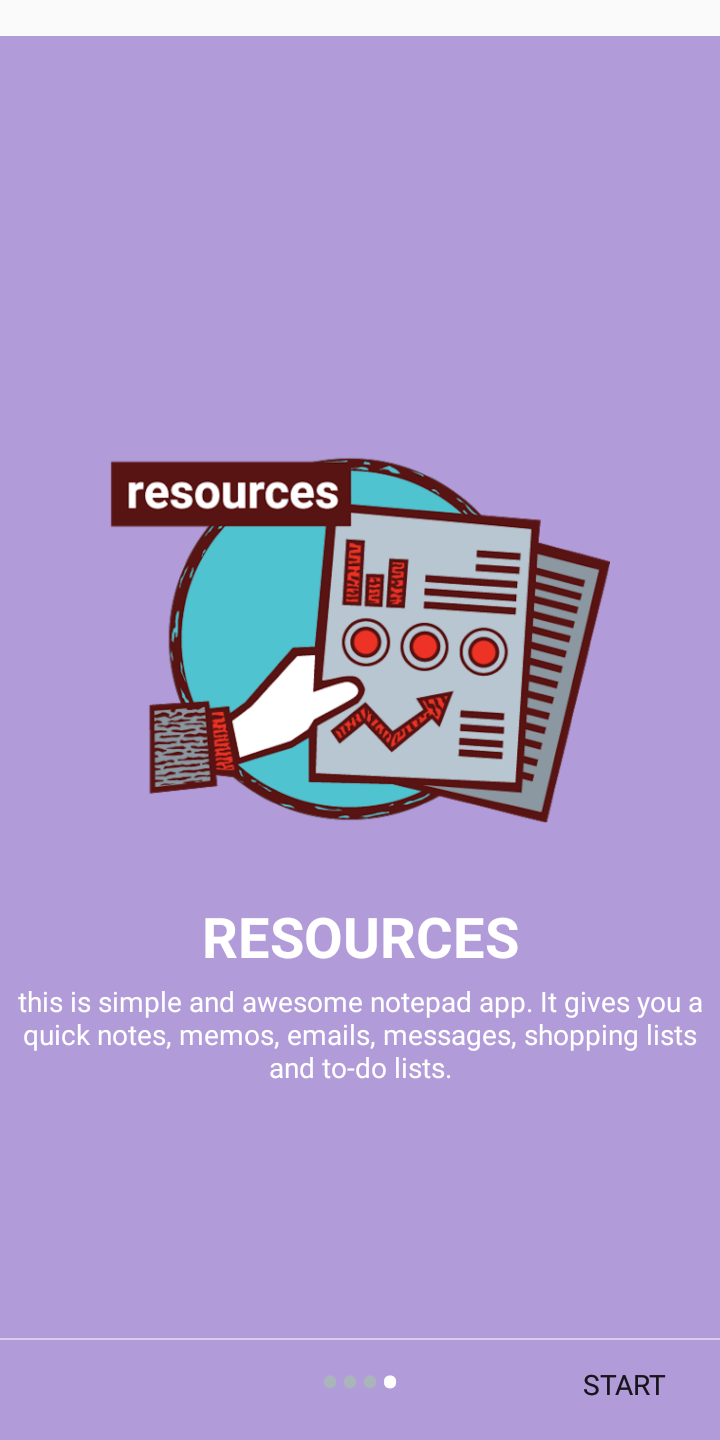 resources
RESOURCES
this is simple and awesome notepad app. It gives you a
quick notes, memos, emails, messages, shopping lists
and to-do lists.
START